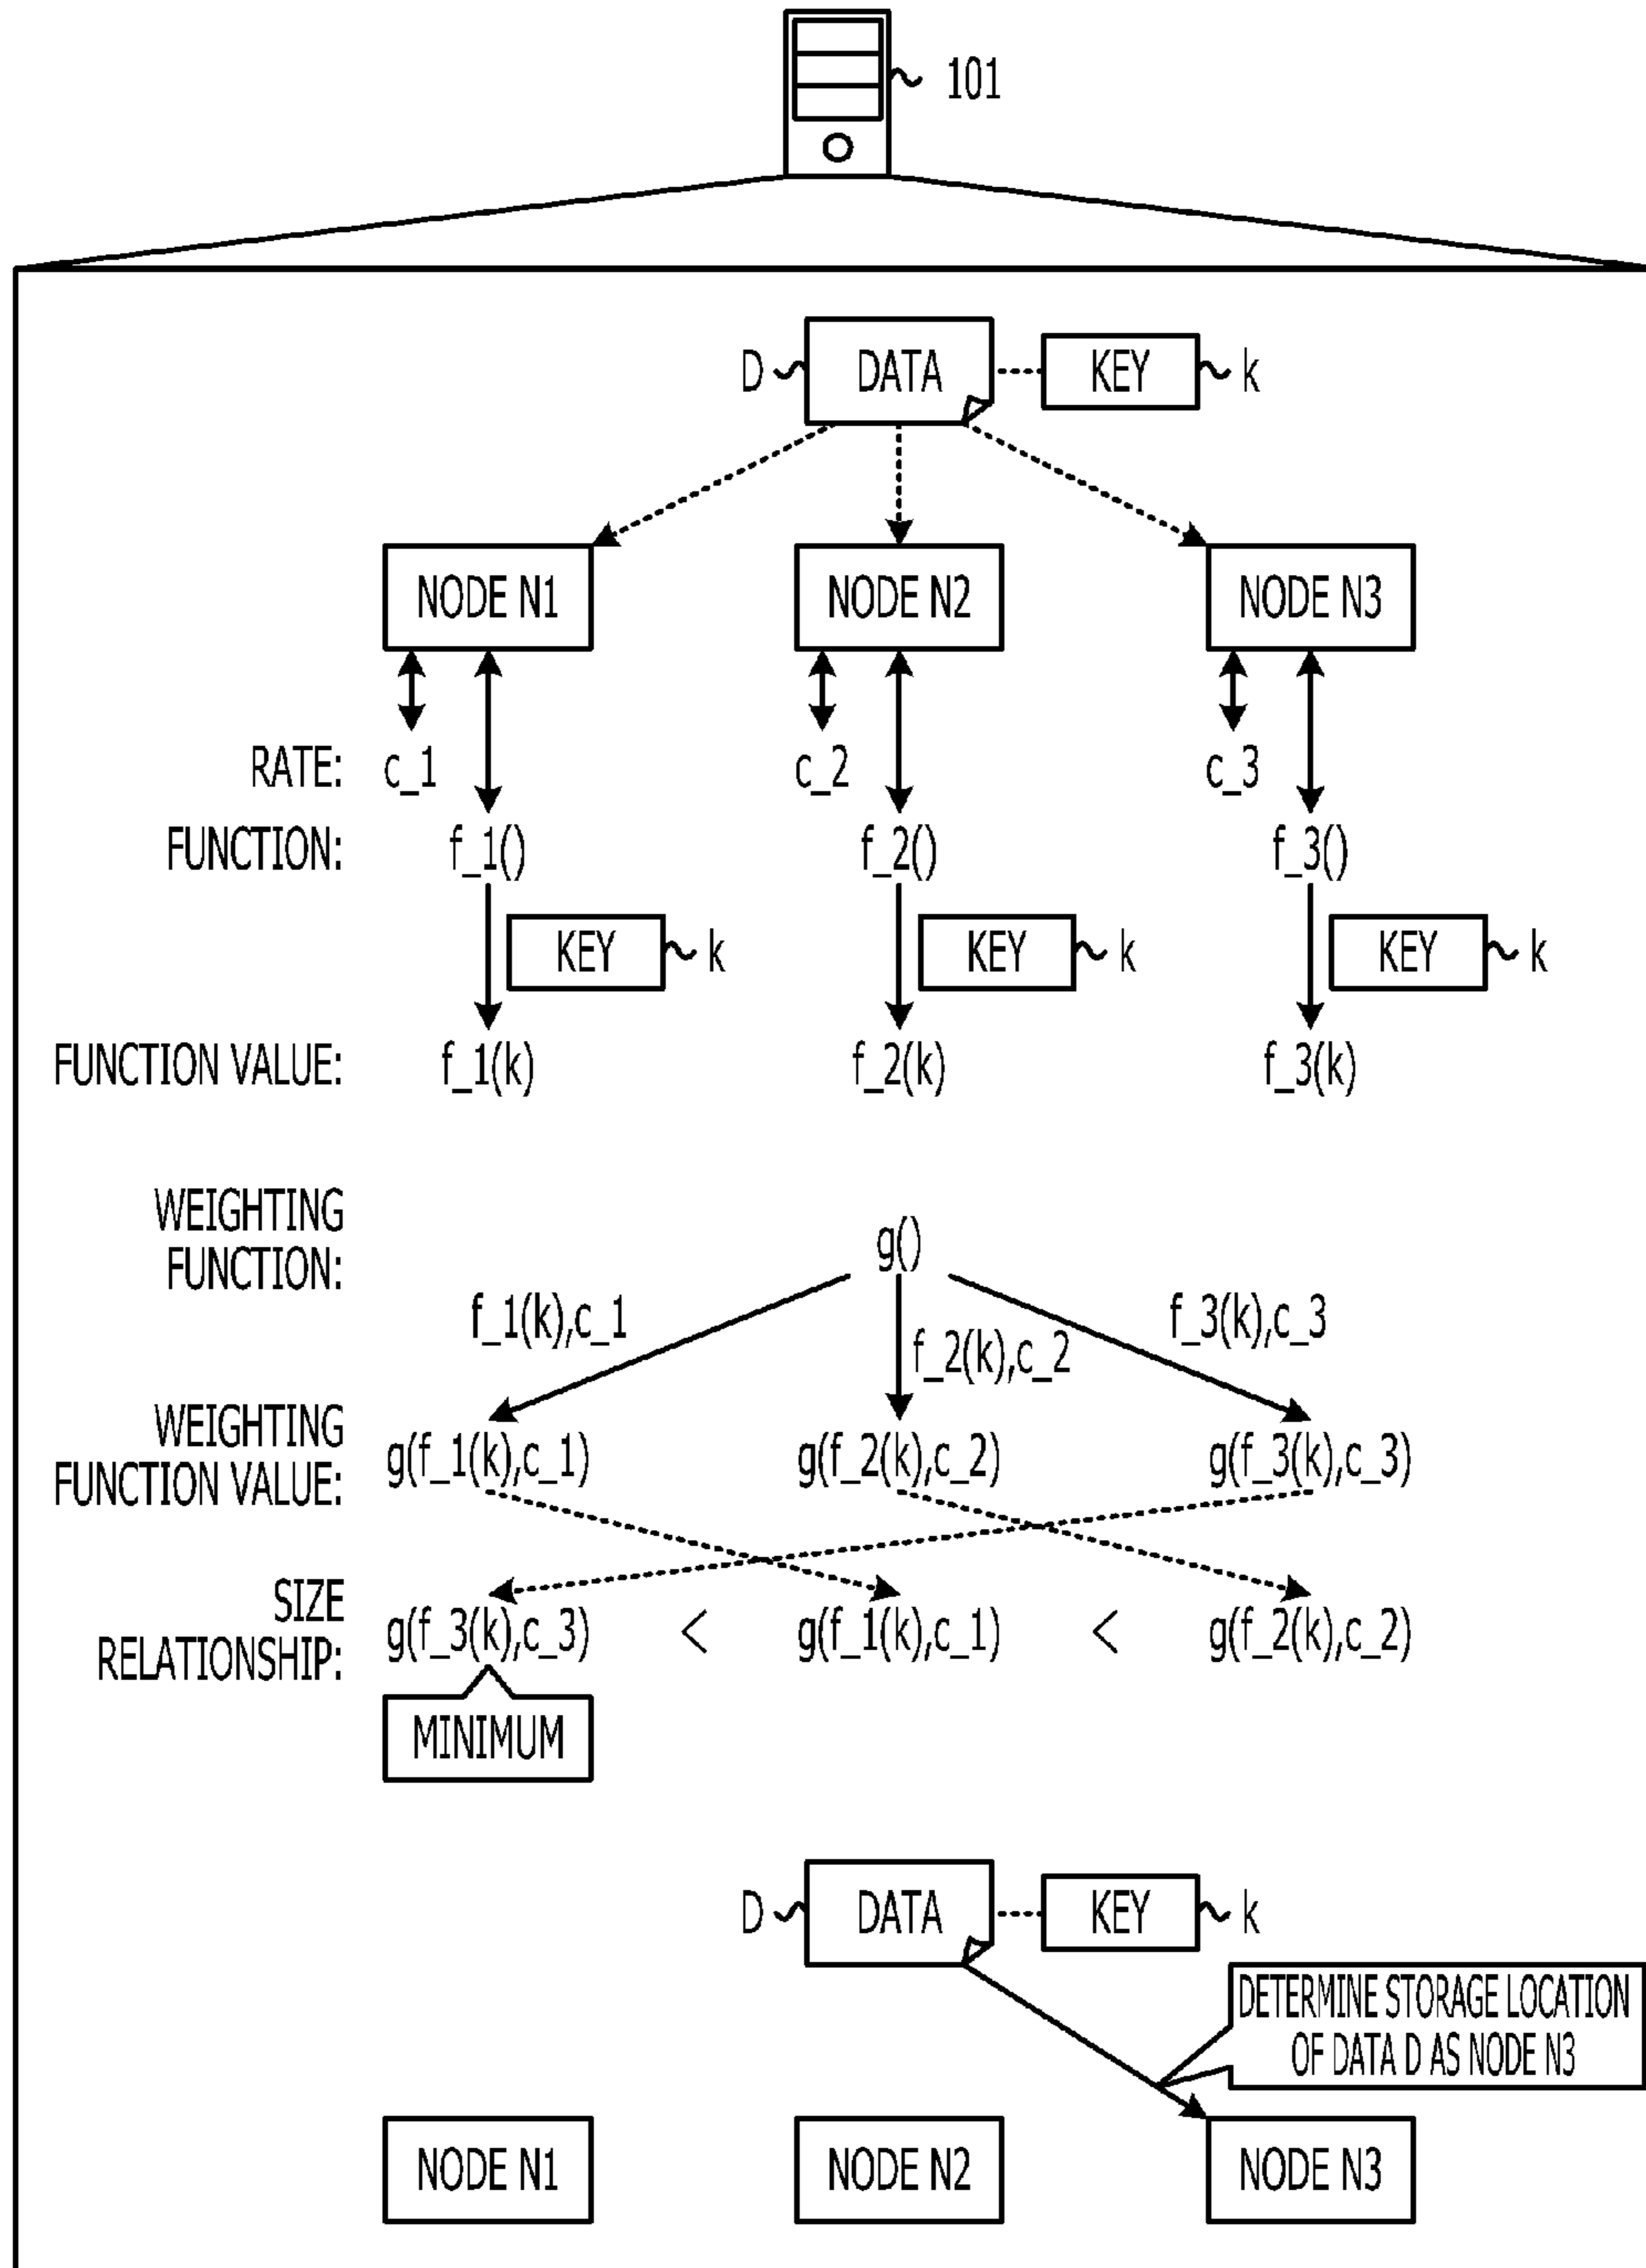 101
D DATA KEY k
NODE N1 NODE N2 NODE N3
RATE: c_1 c_2 c_3
FUNCTION: f_1() f_2() f_3()
KEY k KEY k KEY k
FUNCTION VALUE: f_1(k) f_2(k) f_3(k)
WEIGHTING
FUNCTION: g()
f_1(k),c_1 f_2(k),c_2 f_3(k),c_3
WEIGHTING
FUNCTION VALUE: g(f_1(k),c_1) g(f_2(k),c_2) g(f_3(k),c_3)
SIZE
RELATIONSHIP: g(f_3(k),c_3) < g(f_1(k),c_1) < g(f_2(k),c_2)
MINIMUM
D DATA KEY k
DETERMINE STORAGE LOCATION
OF DATA D AS NODE N3
NODE N1 NODE N2 NODE N3